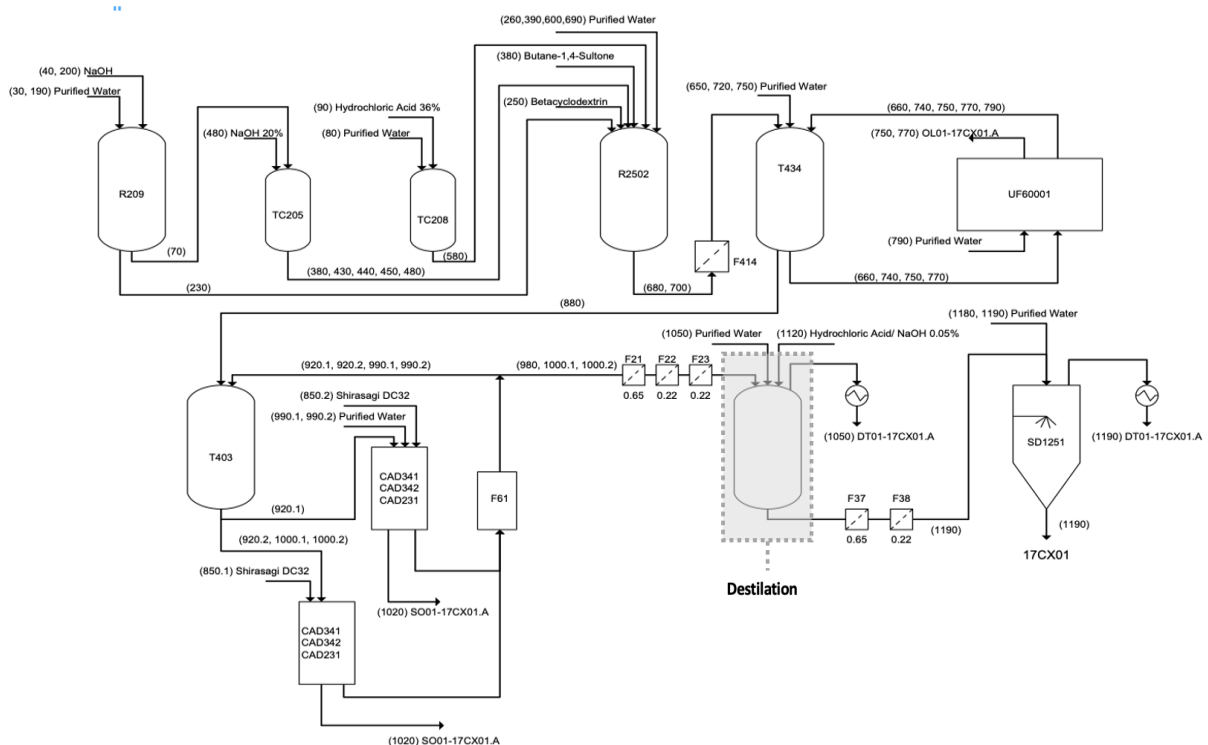 "
(260,390,600,690) Purified Water
(380) Butane-1,4-Sultone
(40, 200) NaOH
(30, 190) Purified Water
(90) Hydrochloric Acid 36%
(250) Betacyclodextrin
(650, 720, 750) Purified Water
(660, 740, 750, 770, 790)
(480) NaOH 20%
(80) Purified Water
(750, 770) OL01-17CX01.A
R209
TC205
TC208
R2502
T434
UF60001
(790) Purified Water
(70)
(580)
F414
(380, 430, 440, 450, 480)
(230)
(680, 700)
(660, 740, 750, 770)
(880)
(1180, 1190) Purified Water
(1050) Purified Water
(1120) Hydrochloric Acid/ NaOH 0.05%
(920.1, 920.2, 990.1, 990.2)
(980, 1000.1, 1000.2)
F21
F22
F23
0.65
0.22
0.22
(850.2) Shirasagi DC32
(990.1, 990.2) Purified Water
(1050) DT01-17CX01.A
(1190) DT01-17CX01.A
SD1251
T403
CAD341
CAD342
CAD231
F61
F37
F38
0.65
0.22
(1190)
(1190)
17CX01
(920.1)
(920.2, 1000.1, 1000.2)
(850.1) Shirasagi DC32
Destilation
(1020) SO01-17CX01.A
CAD341
CAD342
CAD231
(1020) SO01-17CX01.A